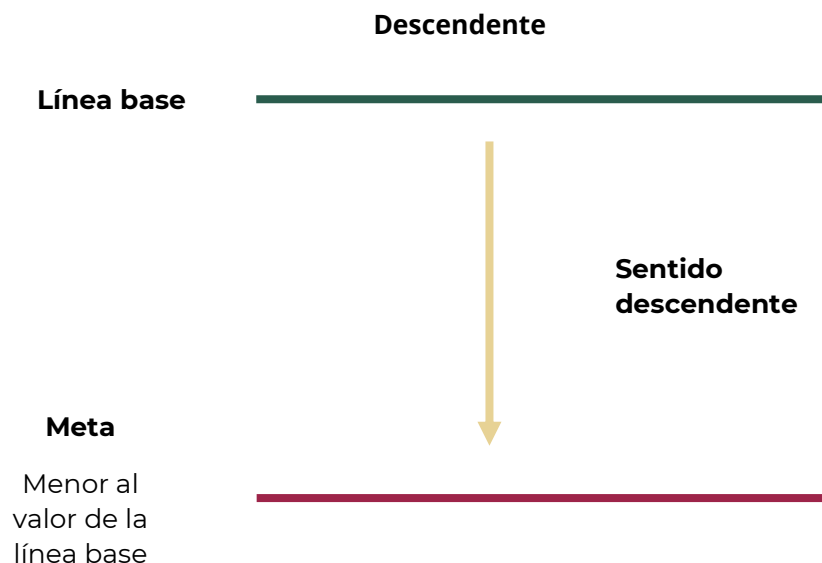 Descendente
Línea base
Sentido
descendente
Meta
Menor al
valor de la
línea base